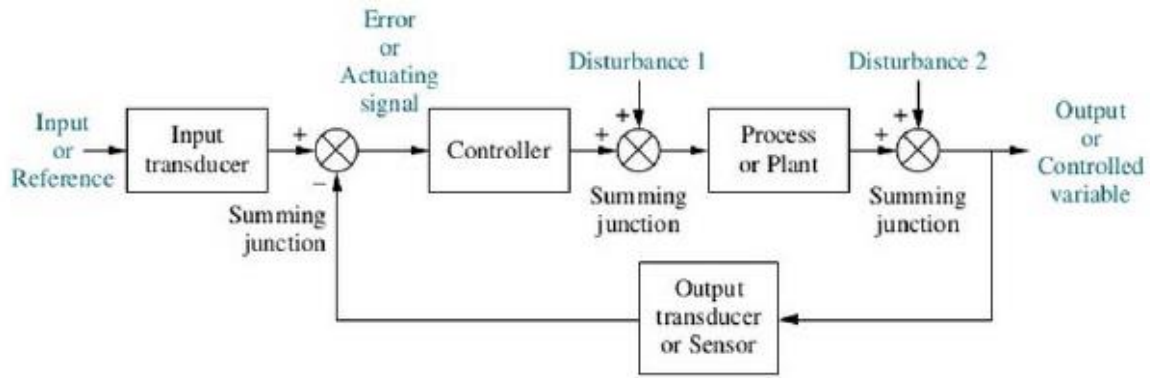 Error
or
Actuating
signal
Disturbance 1
Disturbance 2
Input
or
Reference
Input
transducer
+
−
Summing
junction
Controller
+
+
Summing
junction
Process
or Plant
+
+
Summing
junction
Output
or
Controlled
variable
Output
transducer
or Sensor